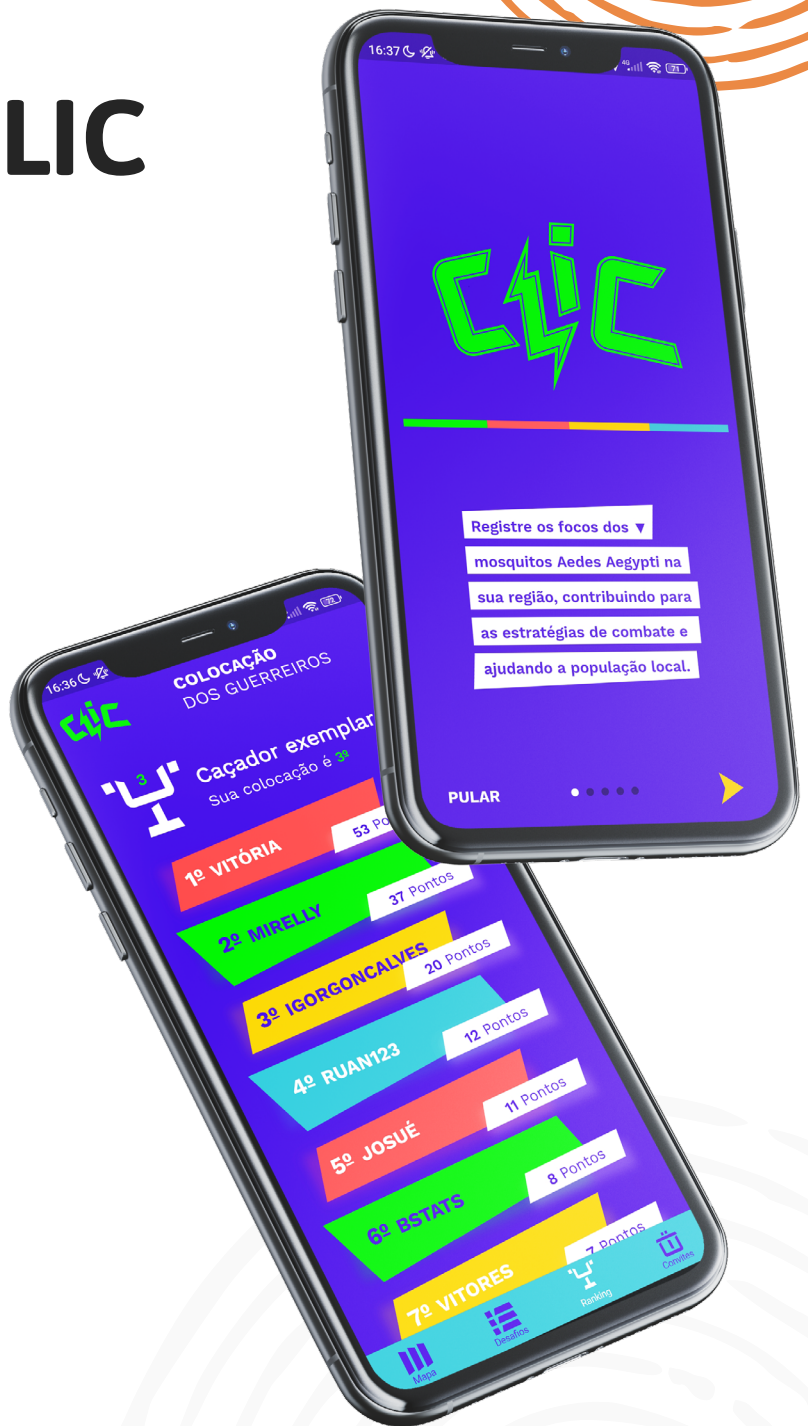 LIC
16:37
4G
71
CLIC
Registre os focos dos ▼
mosquitos Aedes Aegypti na
sua região, contribuindo para
as estratégias de combate e
ajudando a população local.
PULAR
16:36
72
CLIC
COLOCAÇÃO
DOS GUERREIROS
3
Caçador exemplar
Sua colocação é 3º
1º VITÓRIA
53 Po
2º MIRELLY
37 Pontos
3º IGORGONCALVES
20 Pontos
4º RUAN123
12 Pontos
5º JOSUÉ
11 Pontos
6º BSTATS
8 Pontos
7º VITORES
7 Pontos
Mapa
Desafios
Ranking
Convites